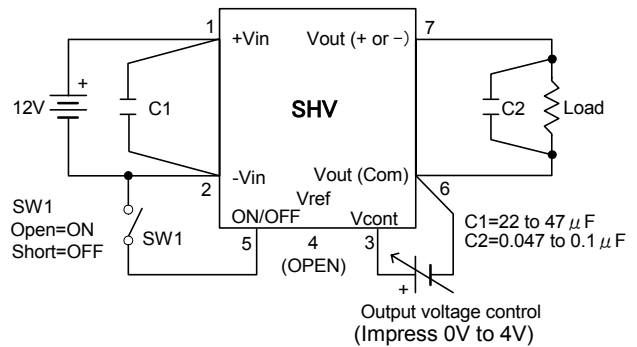 1
+Vin
Vout (+ or −)
7
12V
+
C1
SHV
C2
Load
2
-Vin
Vout (Com)
6
Vref
ON/OFF
Vcont
SW1
Open=ON
Short=OFF
SW1
5
4
3
(OPEN)
C1=22 to 47 μF
C2=0.047 to 0.1 μF
+
Output voltage control
(Impress 0V to 4V)